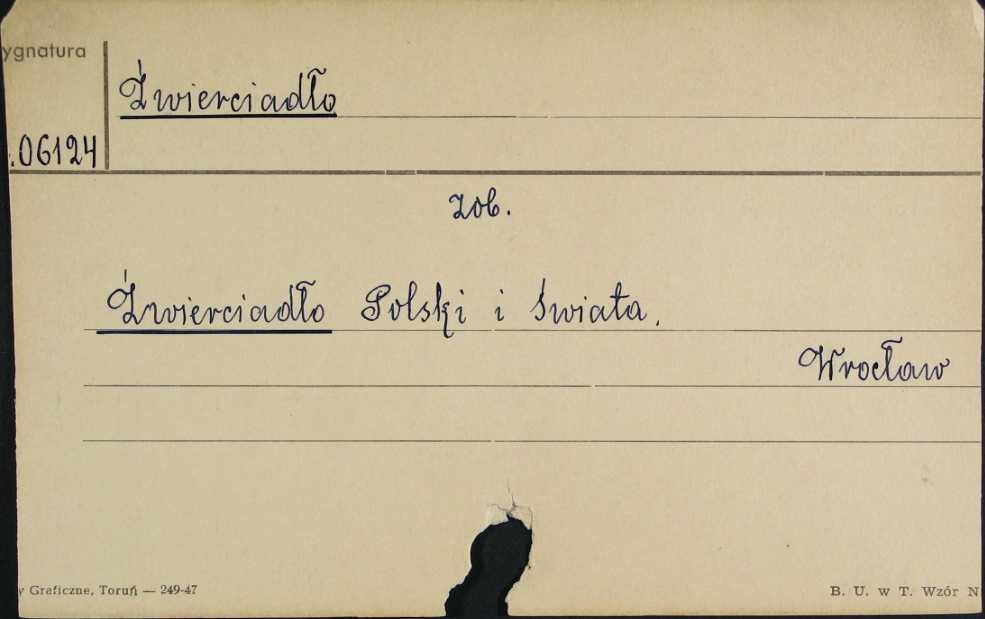 ygnatura
Źwierciadło
.06124
zob.
Źwierciadło Polski i Świata.
Wrocław
y Graficzne, Toruń — 249-47
B. U. w T. Wzór N